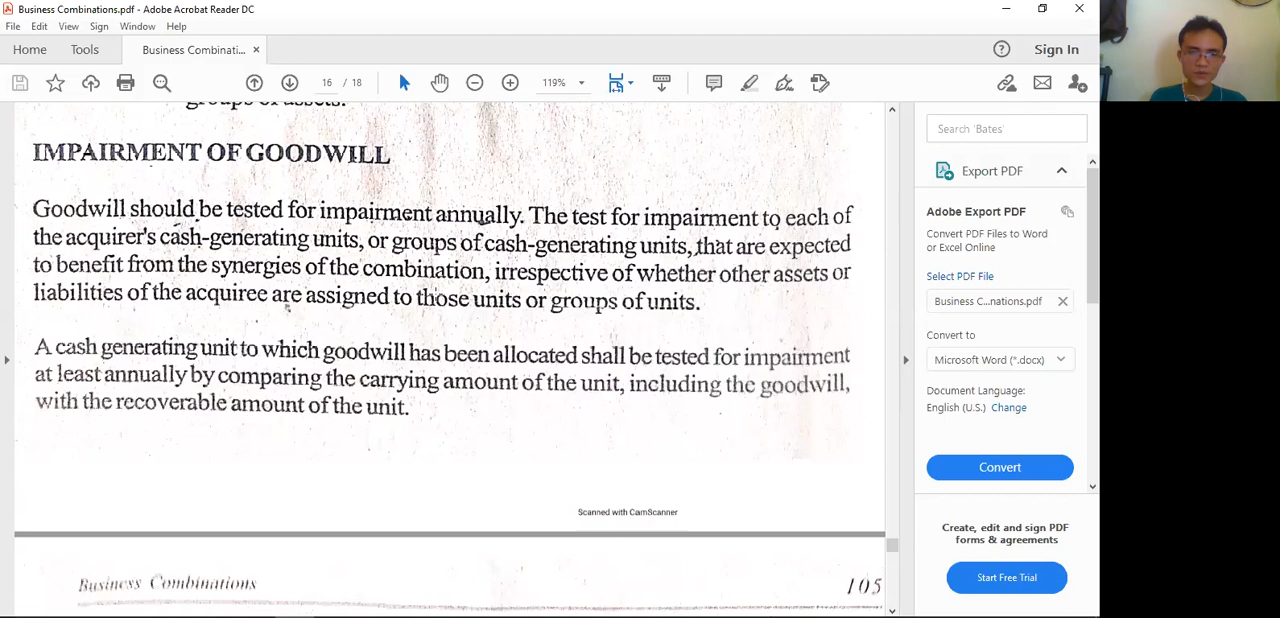 Business Combinations.pdf - Adobe Acrobat Reader DC
File Edit View Sign Window Help
Home Tools Business Combinati... × Sign In
16 / 18 119%
groups of assets.
IMPAIRMENT OF GOODWILL
Goodwill should be tested for impairment annually. The test for impairment to each of
the acquirer's cash-generating units, or groups of cash-generating units, that are expected
to benefit from the synergies of the combination, irrespective of whether other assets or
liabilities of the acquiree are assigned to those units or groups of units.
A cash generating unit to which goodwill has been allocated shall be tested for impairment
at least annually by comparing the carrying amount of the unit, including the goodwill,
with the recoverable amount of the unit.
Scanned with CamScanner
Business Combinations 105
Search 'Bates'
Export PDF
Adobe Export PDF
Convert PDF Files to Word
or Excel Online
Select PDF File
Business C...nations.pdf
Convert to
Microsoft Word (*.docx)
Document Language:
English (U.S.) Change
Convert
Create, edit and sign PDF
forms & agreements
Start Free Trial